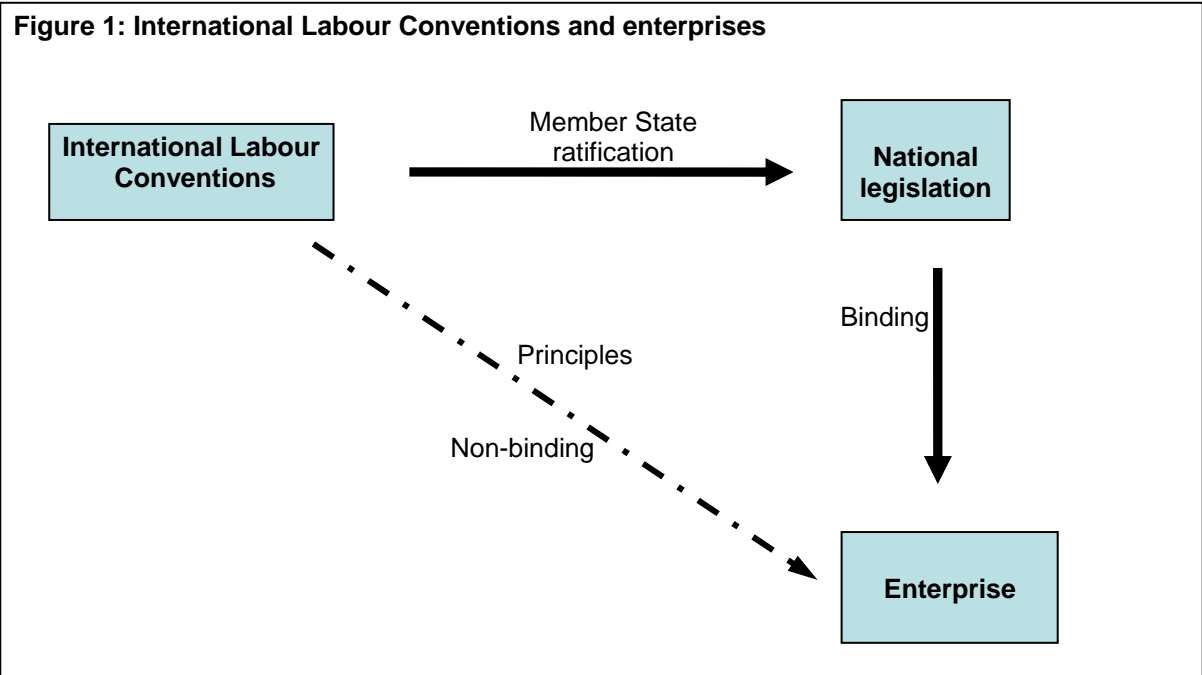 Figure 1: International Labour Conventions and enterprises
International Labour
Conventions
Member State
ratification
National
legislation
Binding
Principles
Non-binding
Enterprise